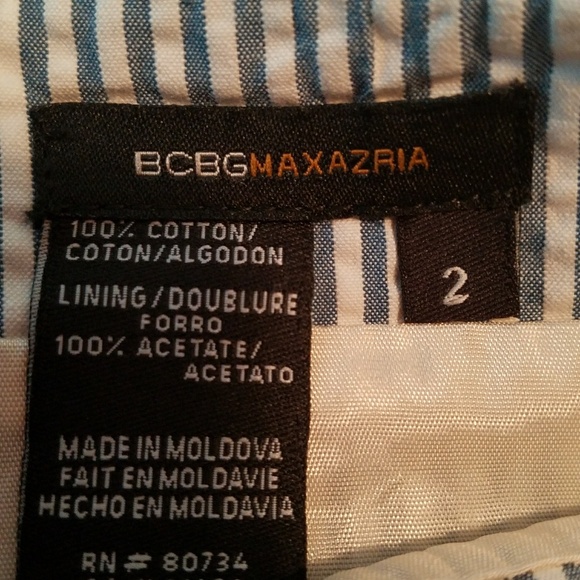 BCBGMAXAZRIA
2
100% COTTON/
COTON/ALGODON
LINING/DOUBLURE
FORRO
100% ACETATE/
ACETATO
MADE IN MOLDOVA
FAIT EN MOLDAVIE
HECHO EN MOLDAVIA
RN# 80734